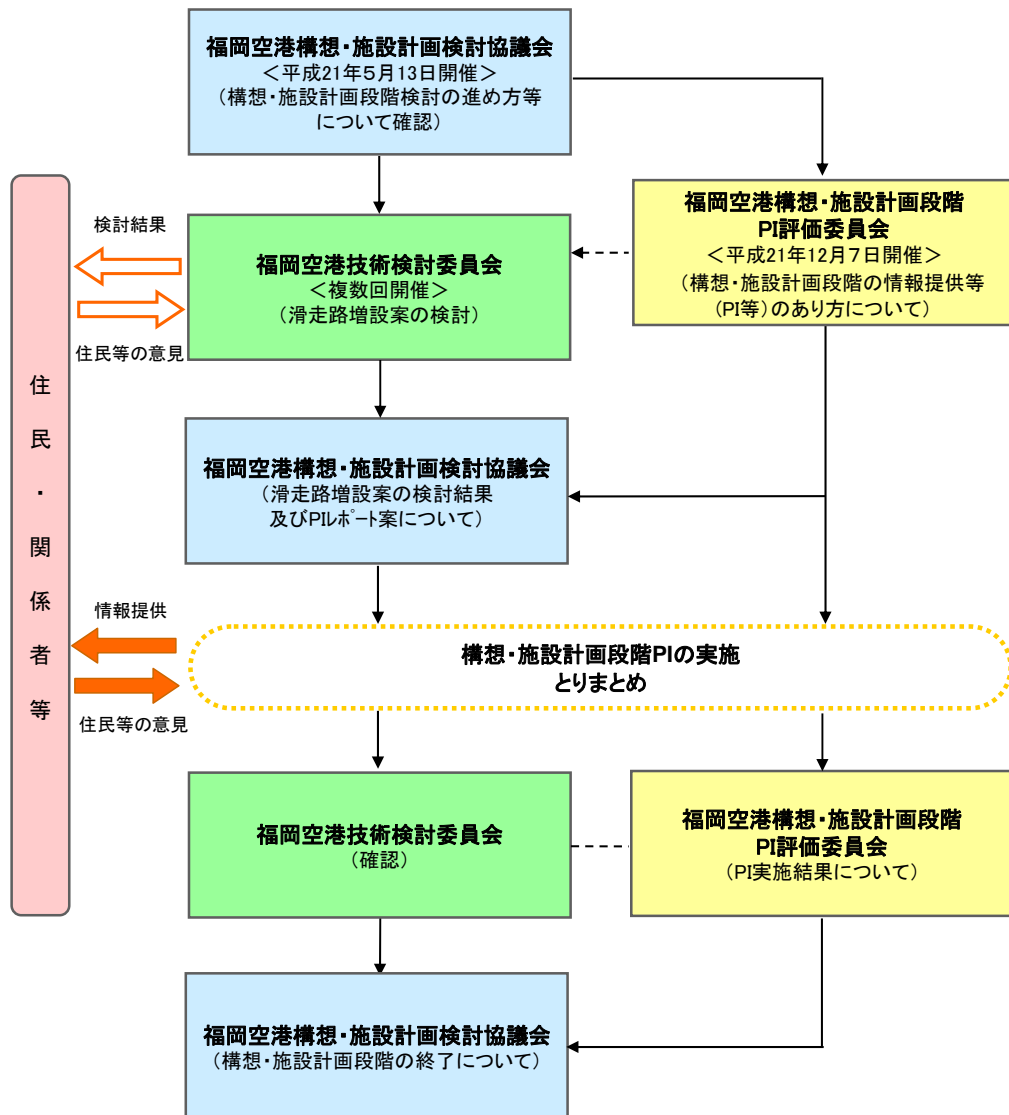 福岡空港構想・施設計画検討協議会
＜平成21年５月13日開催＞
（構想・施設計画段階検討の進め方等
について確認）
福岡空港構想・施設計画段階
PI評価委員会
＜平成21年12月７日開催＞
（構想・施設計画段階の情報提供等
（PI等）のあり方について）
検討結果
住民等の意見
福岡空港技術検討委員会
＜複数回開催＞
（滑走路増設案の検討）
住民・関係者等
福岡空港構想・施設計画検討協議会
（滑走路増設案の検討結果
及びPIﾚﾎﾟｰﾄ案について）
情報提供
住民等の意見
構想・施設計画段階PIの実施
とりまとめ
福岡空港技術検討委員会
（確認）
福岡空港構想・施設計画段階
PI評価委員会
（PI実施結果について）
福岡空港構想・施設計画検討協議会
（構想・施設計画段階の終了について）